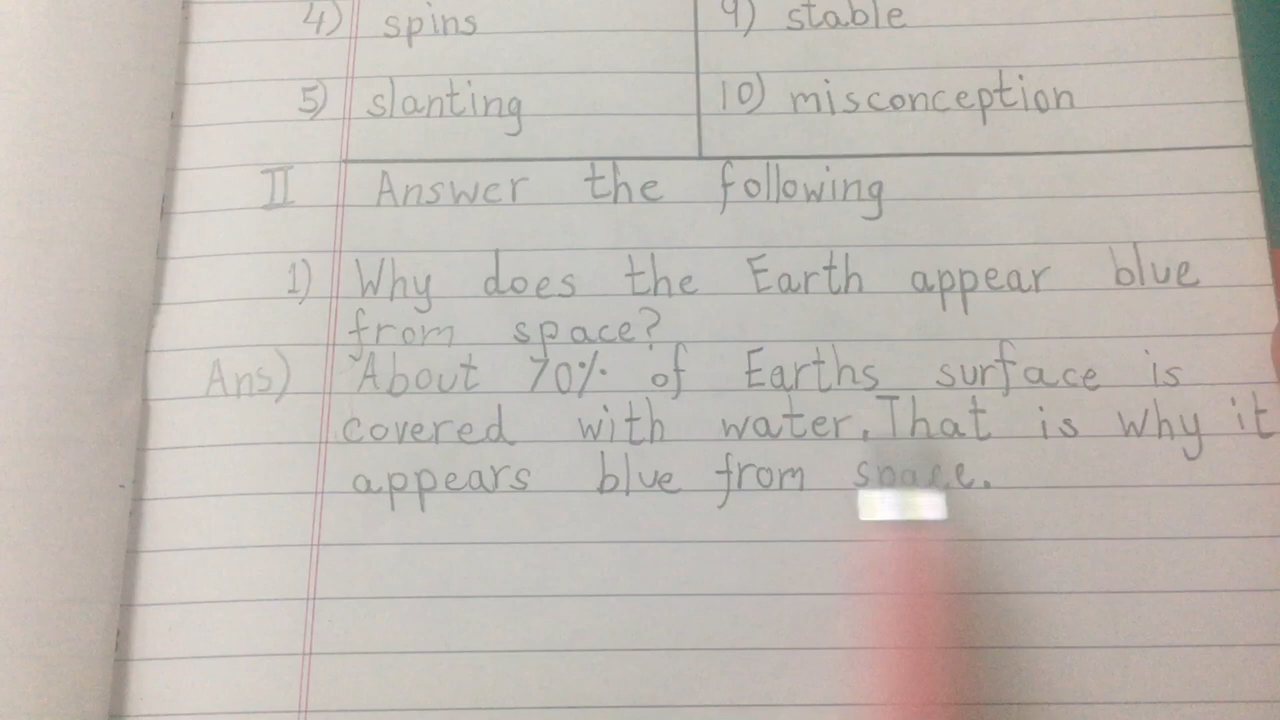 4) spins 9) stable
5) slanting 10) misconception
II Answer the following
1) Why does the Earth appear blue
from space?
Ans) About 70% of Earths surface is
covered with water. That is why it
appears blue from space.